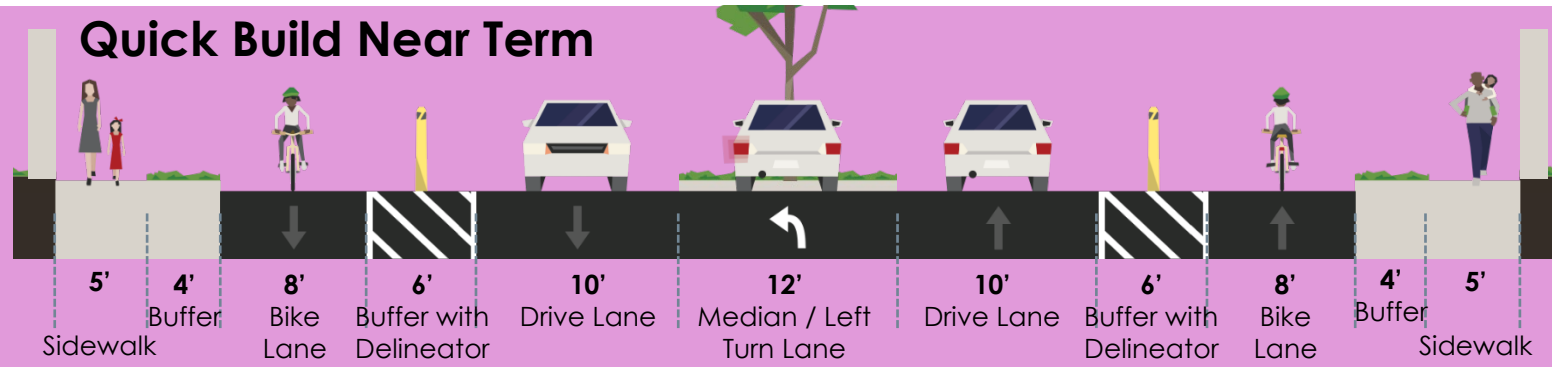 Quick Build Near Term
5’
Sidewalk
4’
Buffer
8’
Bike
Lane
6’
Buffer with
Delineator
10’
Drive Lane
12’
Median / Left
Turn Lane
10’
Drive Lane
6’
Buffer with
Delineator
8’
Bike
Lane
4’
Buffer
5’
Sidewalk